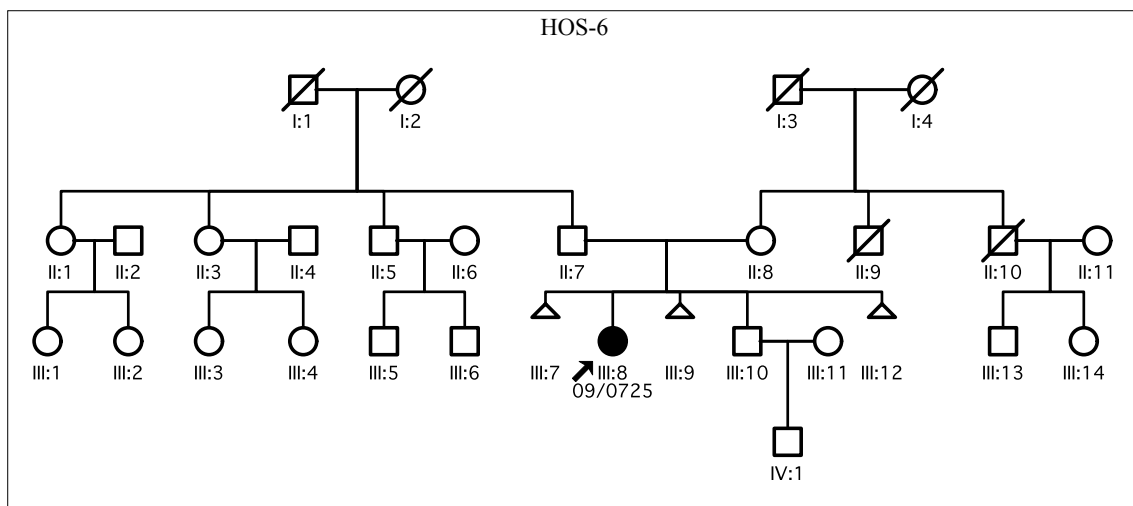 HOS-6
I:1 I:2 I:3 I:4
II:1 II:2 II:3 II:4 II:5 II:6 II:7 II:8 II:9 II:10 II:11
III:1 III:2 III:3 III:4 III:5 III:6 III:7 III:8 III:9 III:10 III:11 III:12 III:13 III:14
09/0725
IV:1